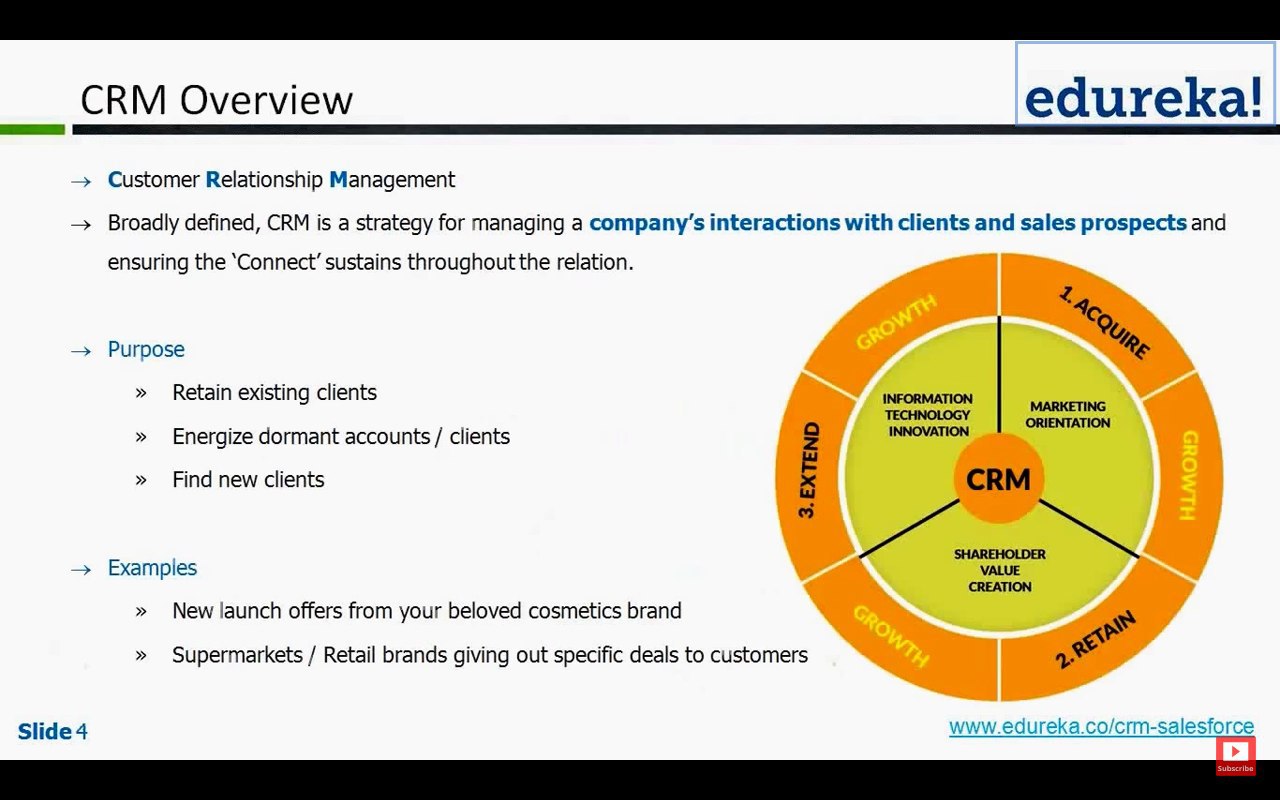 CRM Overview
edureka!
→ Customer Relationship Management
→ Broadly defined, CRM is a strategy for managing a company's interactions with clients and sales prospects and
ensuring the ‘Connect’ sustains throughout the relation.
→ Purpose
» Retain existing clients
» Energize dormant accounts / clients
» Find new clients
→ Examples
» New launch offers from your beloved cosmetics brand
» Supermarkets / Retail brands giving out specific deals to customers
GROWTH
1. ACQUIRE
GROWTH
2. RETAIN
GROWTH
3. EXTEND
INFORMATION
TECHNOLOGY
INNOVATION
MARKETING
ORIENTATION
CRM
SHAREHOLDER
VALUE
CREATION
Slide 4
www.edureka.co/crm-salesforce
Subscribe